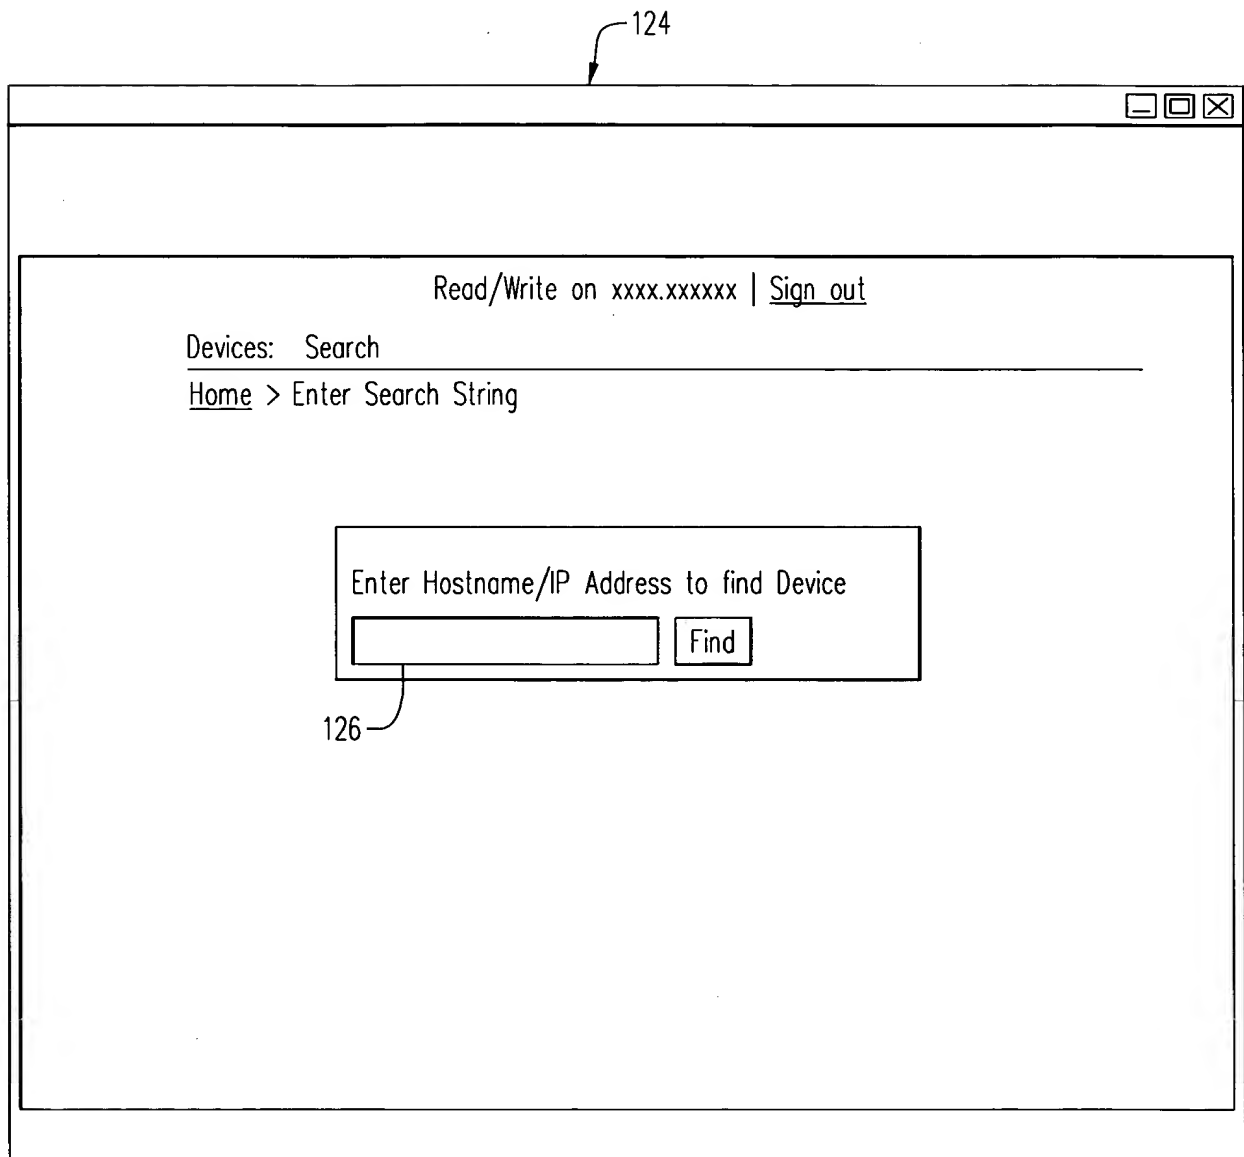 124
Read/Write on xxxx.xxxxxx | Sign out
Devices: Search
Home > Enter Search String
Enter Hostname/IP Address to find Device
Find
126